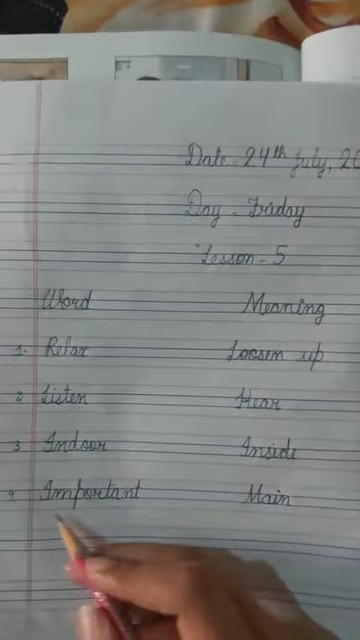 Date - 24th July, 20
Day - Friday
Lesson - 5
Word Meaning
1. Relax Loosen up
2 Listen Hear
3 Indoor Inside
4 Important Main